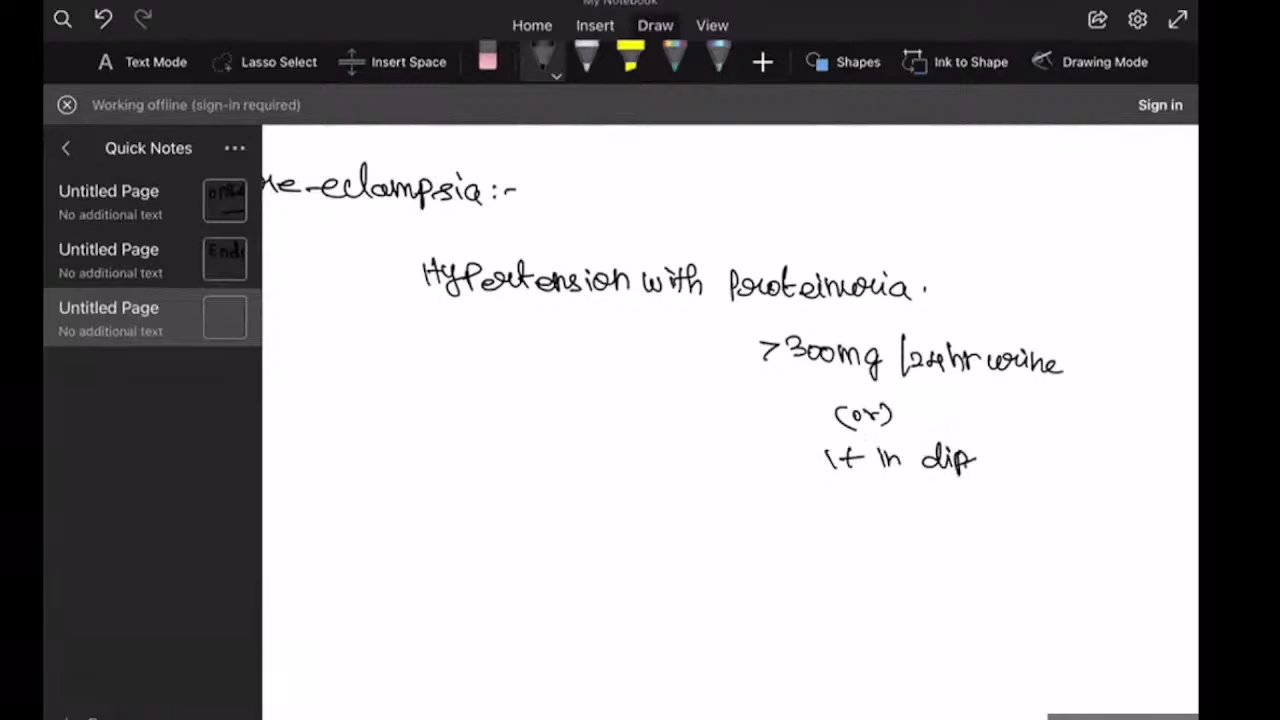 My Notebook
Home Insert Draw View
Text Mode Lasso Select Insert Space Shapes Ink to Shape Drawing Mode
Working offline (sign-in required) Sign in
Quick Notes
Untitled Page
No additional text
Untitled Page
No additional text
Untitled Page
No additional text
re-eclampsia:-
Hypertension with proteinuria.
>300mg /24hr urine
(or)
1+ in dip